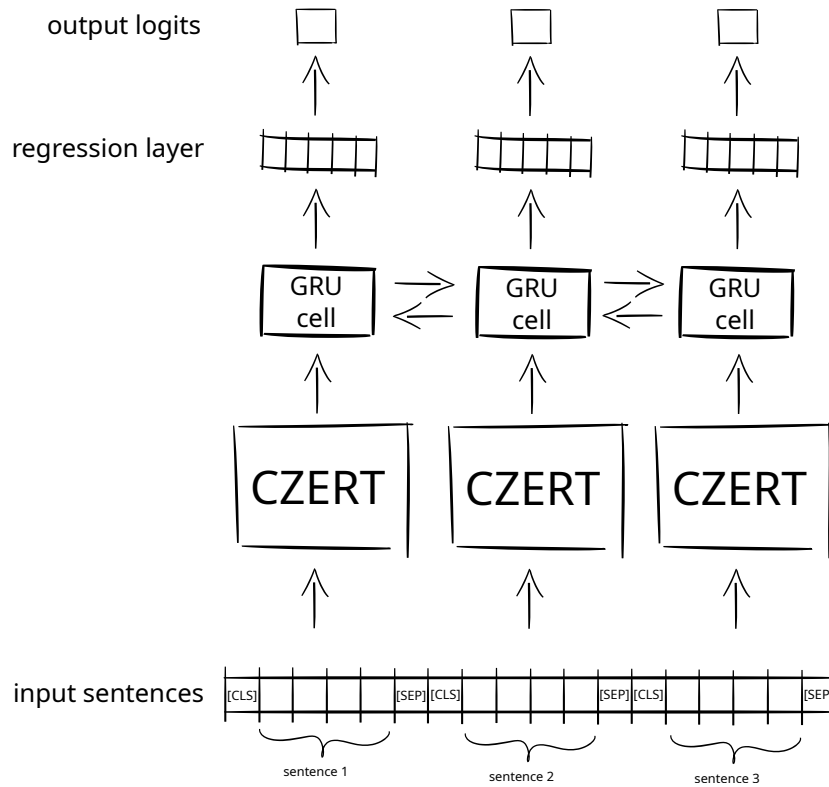 output logits
regression layer
GRU
cell
GRU
cell
GRU
cell
CZERT
CZERT
CZERT
input sentences
[CLS]
[SEP]
[CLS]
[SEP]
[CLS]
[SEP
sentence 1
sentence 2
sentence 3